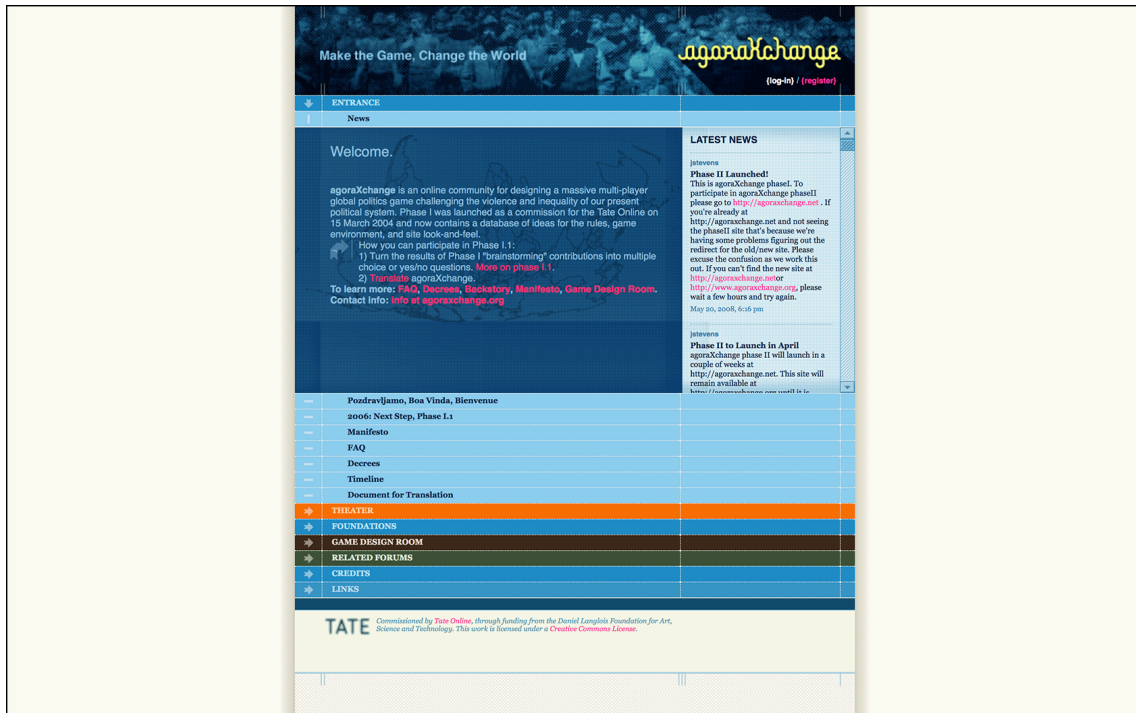 Make the Game, Change the World
agoraXchange
{log-in} / {register}
ENTRANCE
News
Welcome.
agoraXchange is an online community for designing a massive multi-player
global politics game challenging the violence and inequality of our present
political system. Phase I was launched as a commission for the Tate Online on
15 March 2004 and now contains a database of ideas for the rules, game
environment, and site look-and-feel.
How you can participate in Phase I.1:
1) Turn the results of Phase I "brainstorming" contributions into multiple
choice or yes/no questions. More on phase I.1.
2) Translate agoraXchange.
To learn more: FAQ, Decrees, Backstory, Manifesto, Game Design Room.
Contact info: info at agoraxchange.org
LATEST NEWS
jstevens
Phase II Launched!
This is agoraXchange phaseI. To
participate in agoraXchange phaseII
please go to http://agoraxchange.net . If
you're already at
http://agoraxchange.net and not seeing
the phaseII site that's because we're
having some problems figuring out the
redirect for the old/new site. Please
excuse the confusion as we work this
out. If you can't find the new site at
http://agoraxchange.netor
http://www.agoraxchange.org, please
wait a few hours and try again.
May 20, 2008, 6:16 pm
jstevens
Phase II to Launch in April
agoraXchange phase II will launch in a
couple of weeks at
http://agoraxchange.net. This site will
remain available at
http://agoraxchange.org until it is
Pozdravljamo, Boa Vinda, Bienvenue
2006: Next Step, Phase I.1
Manifesto
FAQ
Decrees
Timeline
Document for Translation
THEATER
FOUNDATIONS
GAME DESIGN ROOM
RELATED FORUMS
CREDITS
LINKS
TATE
Commissioned by Tate Online, through funding from the Daniel Langlois Foundation for Art,
Science and Technology. This work is licensed under a Creative Commons License.